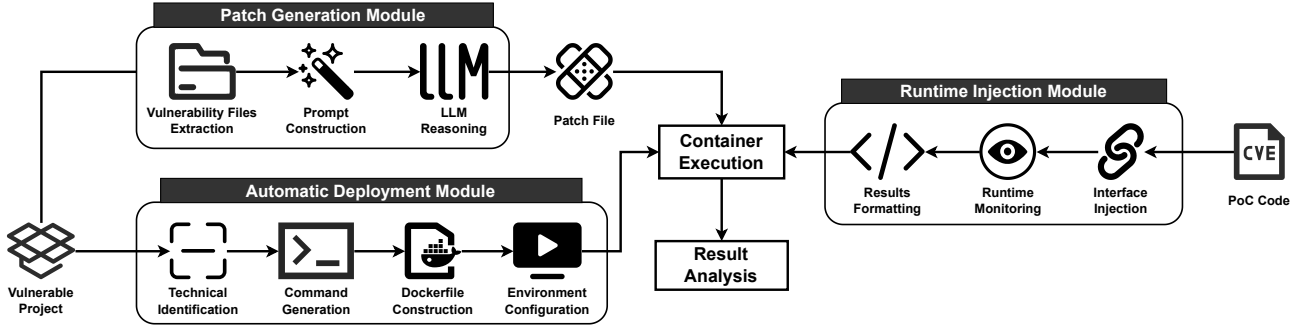 Patch Generation Module
Vulnerability Files
Extraction
Prompt
Construction
LLM
LLM
Reasoning
Patch File
Automatic Deployment Module
Technical
Identification
Command
Generation
Dockerfile
Construction
Environment
Configuration
Vulnerable
Project
Container
Execution
Result
Analysis
Runtime Injection Module
Results
Formatting
Runtime
Monitoring
Interface
Injection
CVE
PoC Code